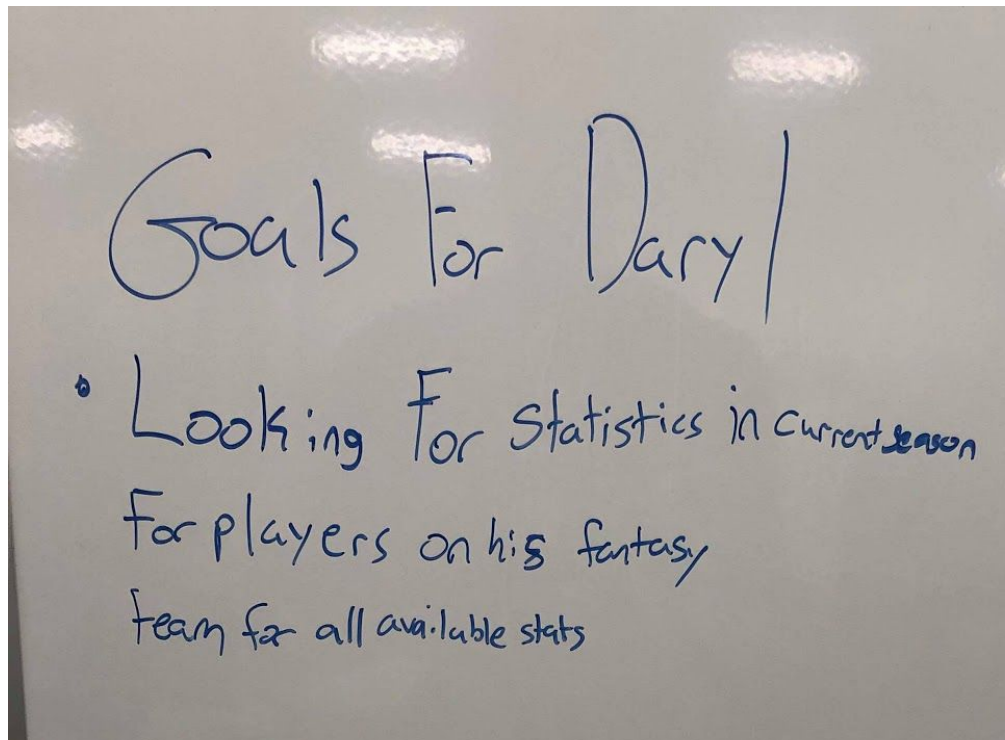 Goals For Daryl
• Looking For Statistics in current season
For players on his fantasy
team for all available stats